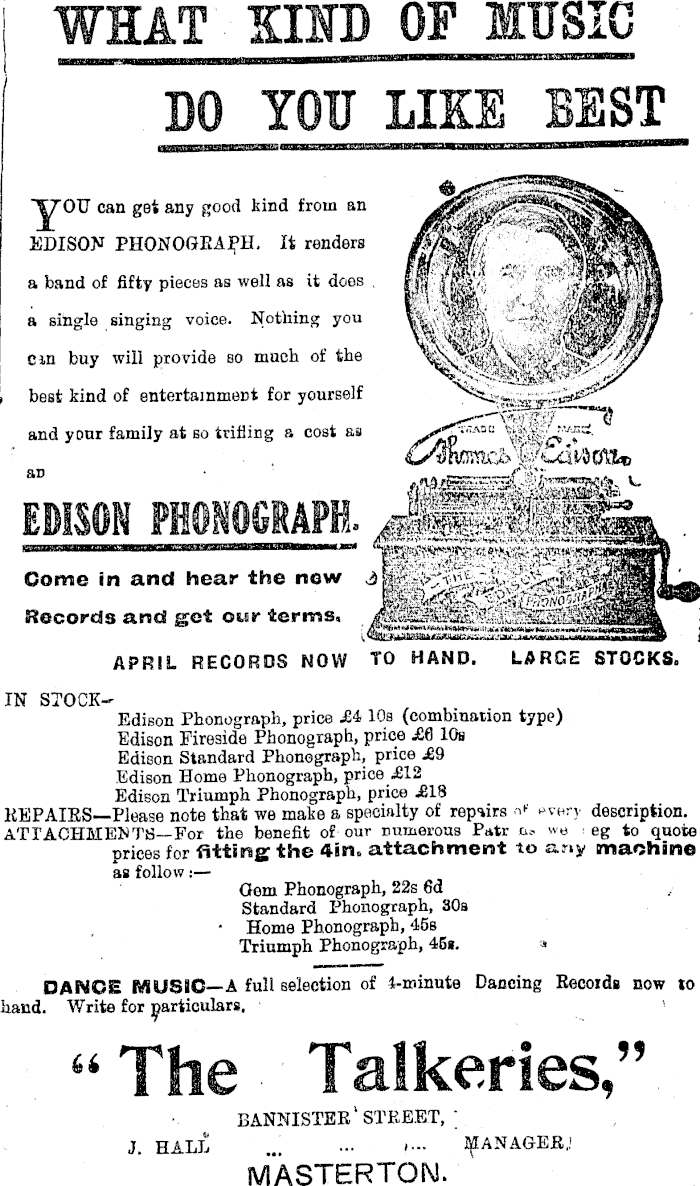 WHAT KIND OF MUSIC
DO YOU LIKE BEST
YOU can get any good kind from an
EDISON PHONOGRAPH. It renders
a band of fifty pieces as well as it does
a single singing voice. Nothing you
can buy will provide so much of the
best kind of entertainment for yourself
and your family at so trifling a cost as
an
EDISON PHONOGRAPH.
Come in and hear the new
Records and get our terms.
TRADE MARK
Thomas Edison
THE EDISON PHONOGRAPH
APRIL RECORDS NOW TO HAND. LARGE STOCKS.
IN STOCK—
Edison Phonograph, price £4 10s (combination type)
Edison Fireside Phonograph, price £6 10s
Edison Standard Phonograph, price £9
Edison Home Phonograph, price £12
Edison Triumph Phonograph, price £18
REPAIRS—Please note that we make a specialty of repairs of every description.
ATTACHMENTS—For the benefit of our numerous we to quote
prices for fitting the 4in. attachment to any machine
as follow:—
Gem Phonograph, 22s 6d
Standard Phonograph, 30s
Home Phonograph, 45s
Triumph Phonograph, 45s.
DANCE MUSIC—A full selection of 4-minute Dancing Records now to
hand. Write for particulars.
"The Talkeries,"
BANNISTER STREET,
J. HALL ... ... ... MANAGER,
MASTERTON.